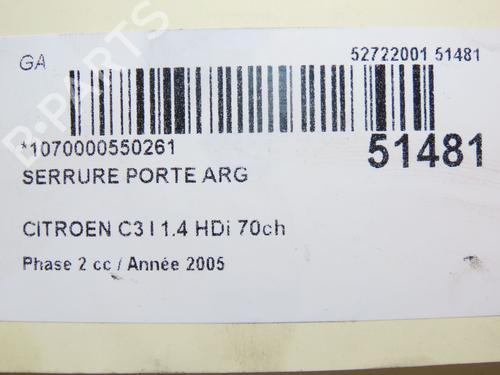 GA
52722001 51481
*1070000550261
51481
SERRURE PORTE ARG
CITROEN C3 I 1.4 HDi 70ch
Phase 2 cc / Année 2005
B-PARTS